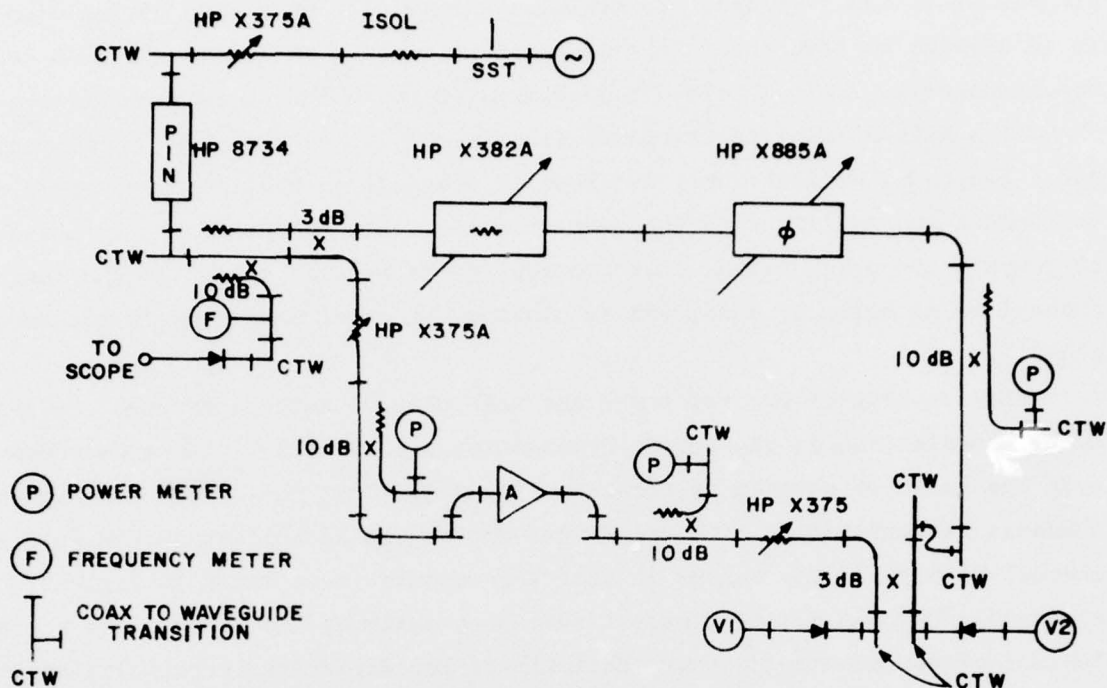 HP X375A
ISOL
CTW
SST
~
PIN
HP 8734
HP X382A
HP X885A
3 dB
X
ϕ
CTW
X
10 dB
F
HP X375A
TO
SCOPE
CTW
10 dB
X
P
10 dB
X
P
CTW
CTW
P
A
X
10 dB
HP X375
CTW
CTW
3 dB
X
V1
V2
CTW
P POWER METER
F FREQUENCY METER
COAX TO WAVEGUIDE
TRANSITION
CTW